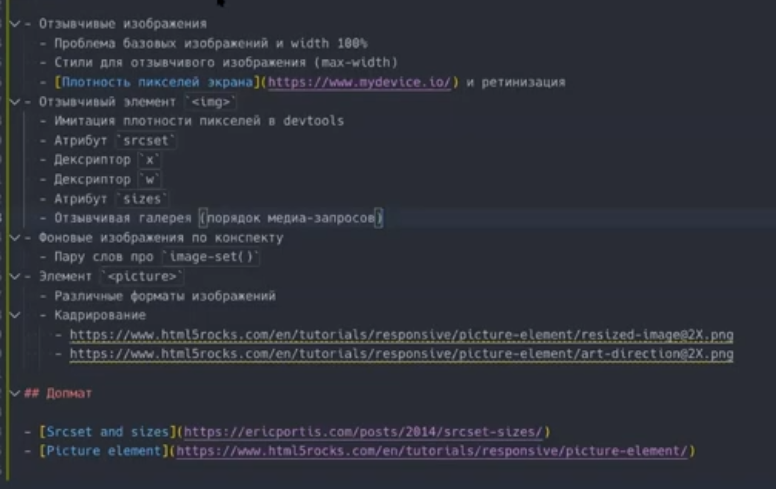 - Отзывчивые изображения
- Проблема базовых изображений и width 100%
- Стили для отзывчивого изображения (max-width)
- [Плотность пикселей экрана](https://www.mydevice.io/) и ретинизация
- Отзывчивый элемент `<img>`
- Имитация плотности пикселей в devtools
- Атрибут `srcset`
- Дексриптор `x`
- Дексриптор `w`
- Атрибут `sizes`
- Отзывчивая галерея (порядок медиа-запросов)
- Фоновые изображения по конспекту
- Пару слов про `image-set()`
- Элемент `<picture>`
- Различные форматы изображений
- Кадрирование
- https://www.html5rocks.com/en/tutorials/responsive/picture-element/resized-image@2X.png
- https://www.html5rocks.com/en/tutorials/responsive/picture-element/art-direction@2X.png
## Допмат
- [Srcset and sizes](https://ericportis.com/posts/2014/srcset-sizes/)
- [Picture element](https://www.html5rocks.com/en/tutorials/responsive/picture-element/)